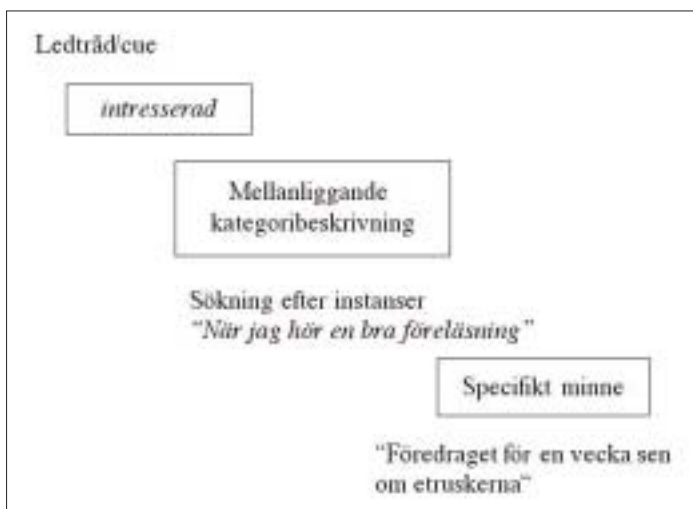 Ledtråd/cue
intresserad
Mellanliggande
kategoribeskrivning
Sökning efter instanser
“När jag hör en bra föreläsning”
Specifikt minne
“Föredraget för en vecka sen
om etruskerna“